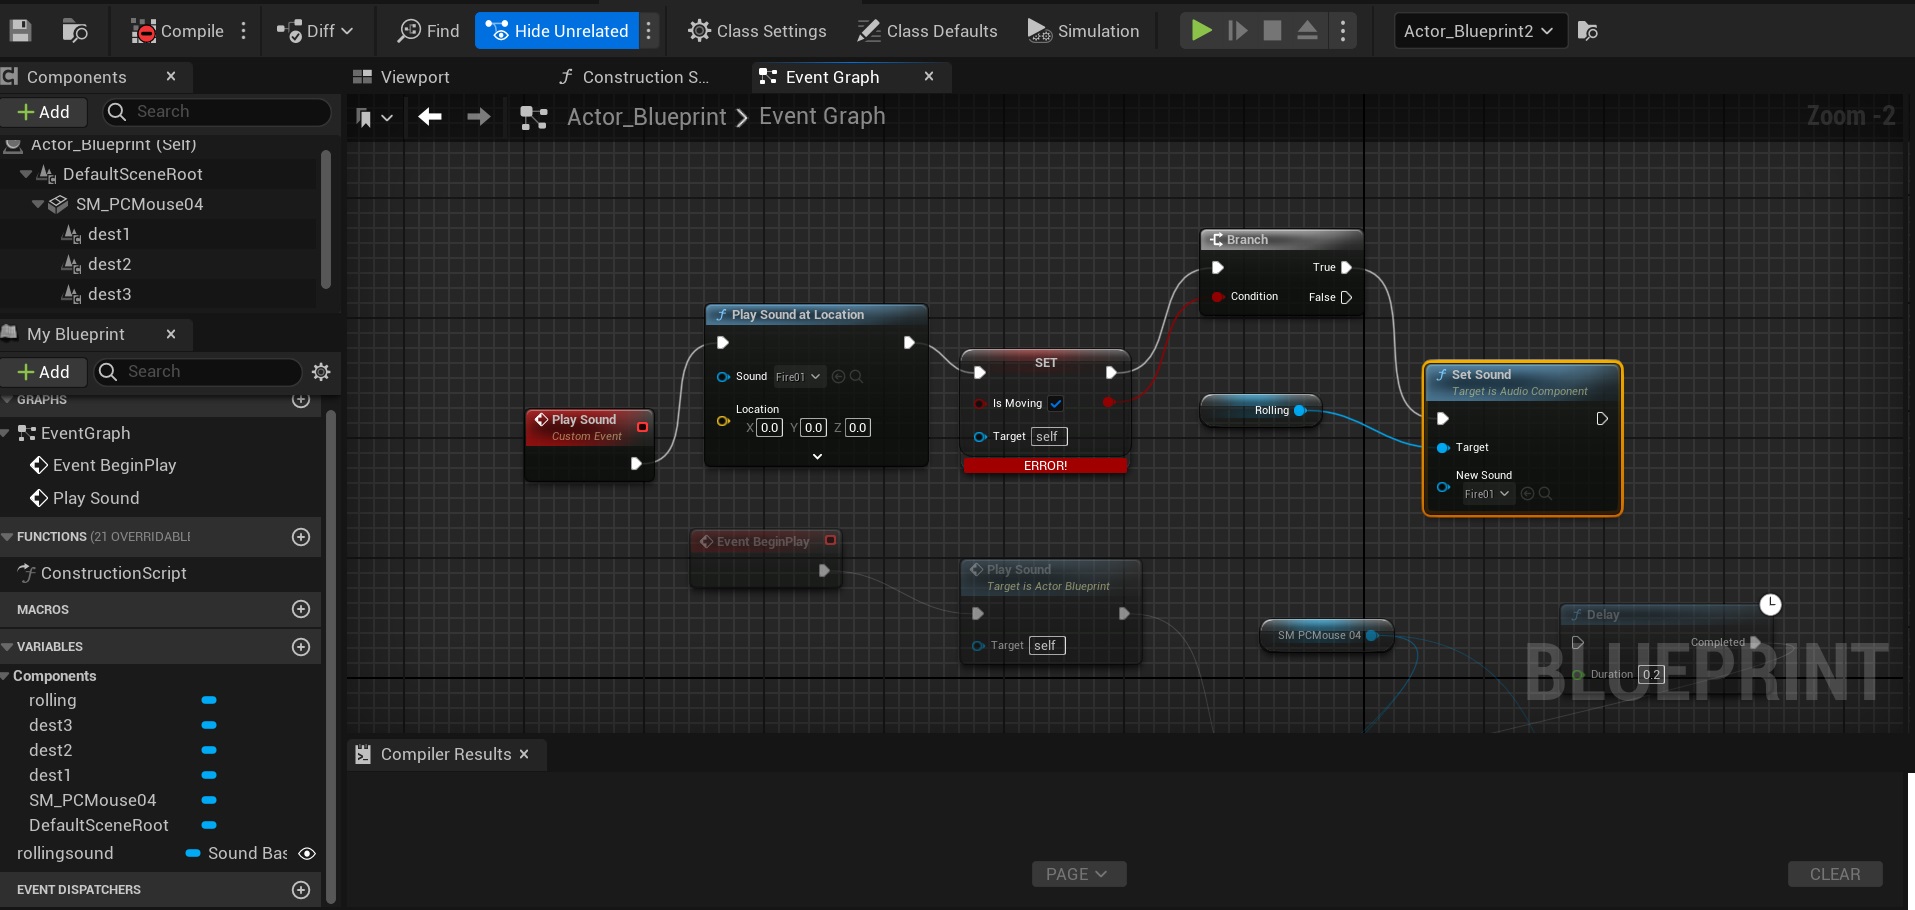 Compile
Diff
Find
Hide Unrelated
Class Settings
Class Defaults
Simulation
Actor_Blueprint2
Components
Viewport
Construction S...
Event Graph
Add
Search
Actor_Blueprint > Event Graph
Zoom -2
Actor_Blueprint (Self)
DefaultSceneRoot
SM_PCMouse04
dest1
dest2
dest3
My Blueprint
Add
Search
GRAPHS
EventGraph
Event BeginPlay
Play Sound
FUNCTIONS (21 OVERRIDABLE
ConstructionScript
MACROS
VARIABLES
Components
rolling
dest3
dest2
dest1
SM_PCMouse04
DefaultSceneRoot
rollingsound
Sound Bas
EVENT DISPATCHERS
Play Sound
Custom Event
Play Sound at Location
Sound Fire01
Location
X 0.0 Y 0.0 Z 0.0
SET
Is Moving
Target self
ERROR!
Branch
True
Condition
False
Rolling
Set Sound
Target is Audio Component
Target
New Sound
Fire01
Event BeginPlay
Play Sound
Target is Actor Blueprint
Target self
SM PCMouse 04
Delay
Completed
Duration 0.2
BLUEPRINT
Compiler Results
PAGE
CLEAR